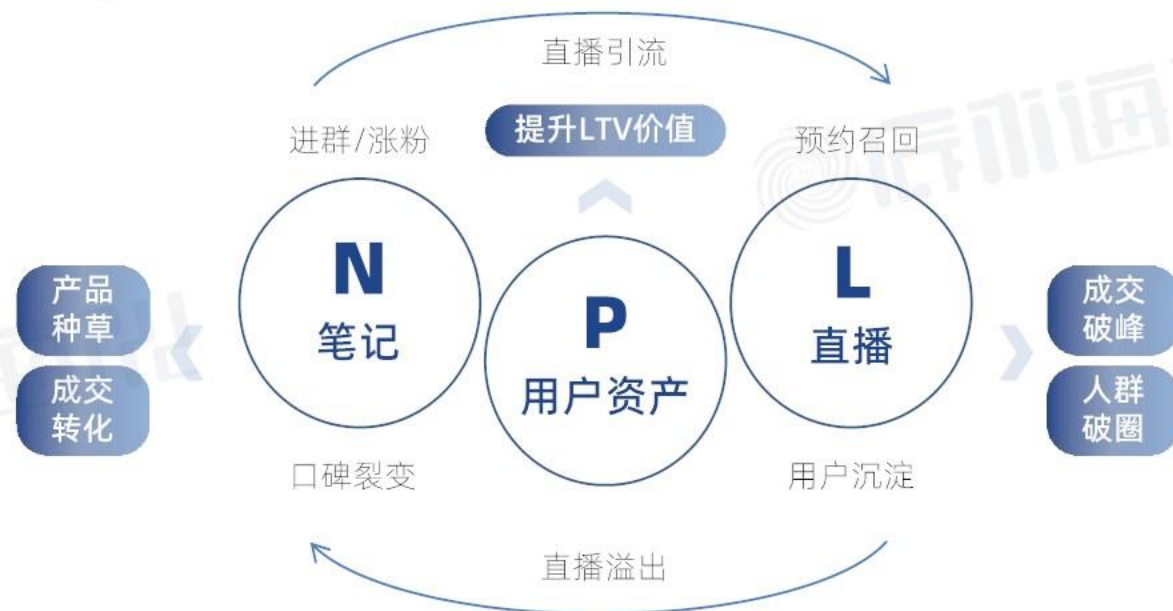 直播引流
进群/涨粉
提升LTV价值
预约召回
N
笔记
P
用户资产
L
直播
产品
种草
成交
转化
成交
破峰
人群
破圈
口碑裂变
用户沉淀
直播溢出